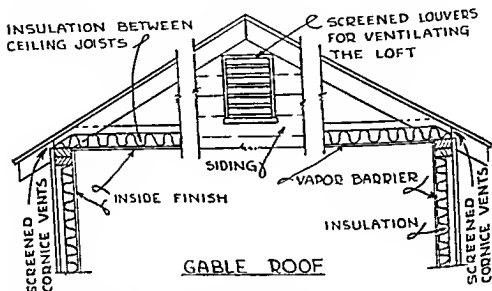 INSULATION BETWEEN
CEILING JOISTS
SCREENED LOUVERS
FOR VENTILATING
THE LOFT
SIDING
INSIDE FINISH
VAPOR BARRIER
INSULATION
SCREENED
CORNICE VENTS
SCREENED
CORNICE VENTS
GABLE ROOF